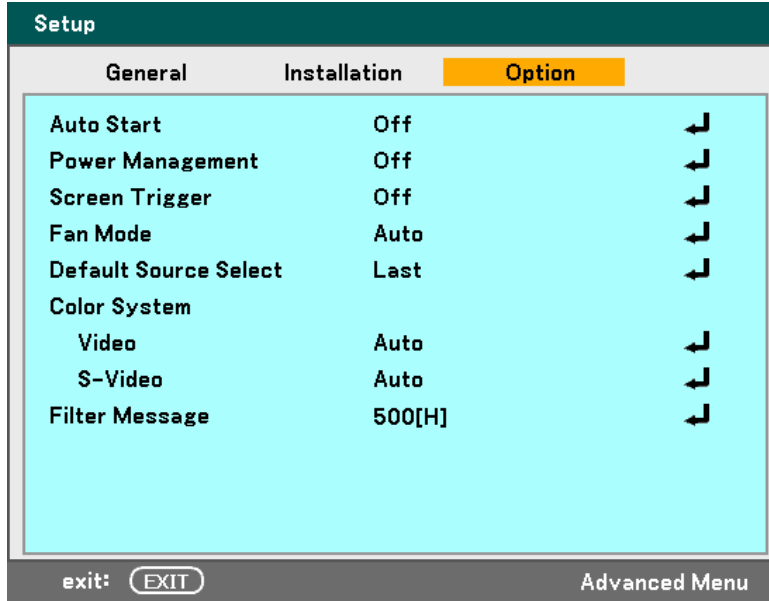 Setup
General Installation Option
Auto Start Off
Power Management Off
Screen Trigger Off
Fan Mode Auto
Default Source Select Last
Color System
Video Auto
S-Video Auto
Filter Message 500[H]
exit: EXIT Advanced Menu